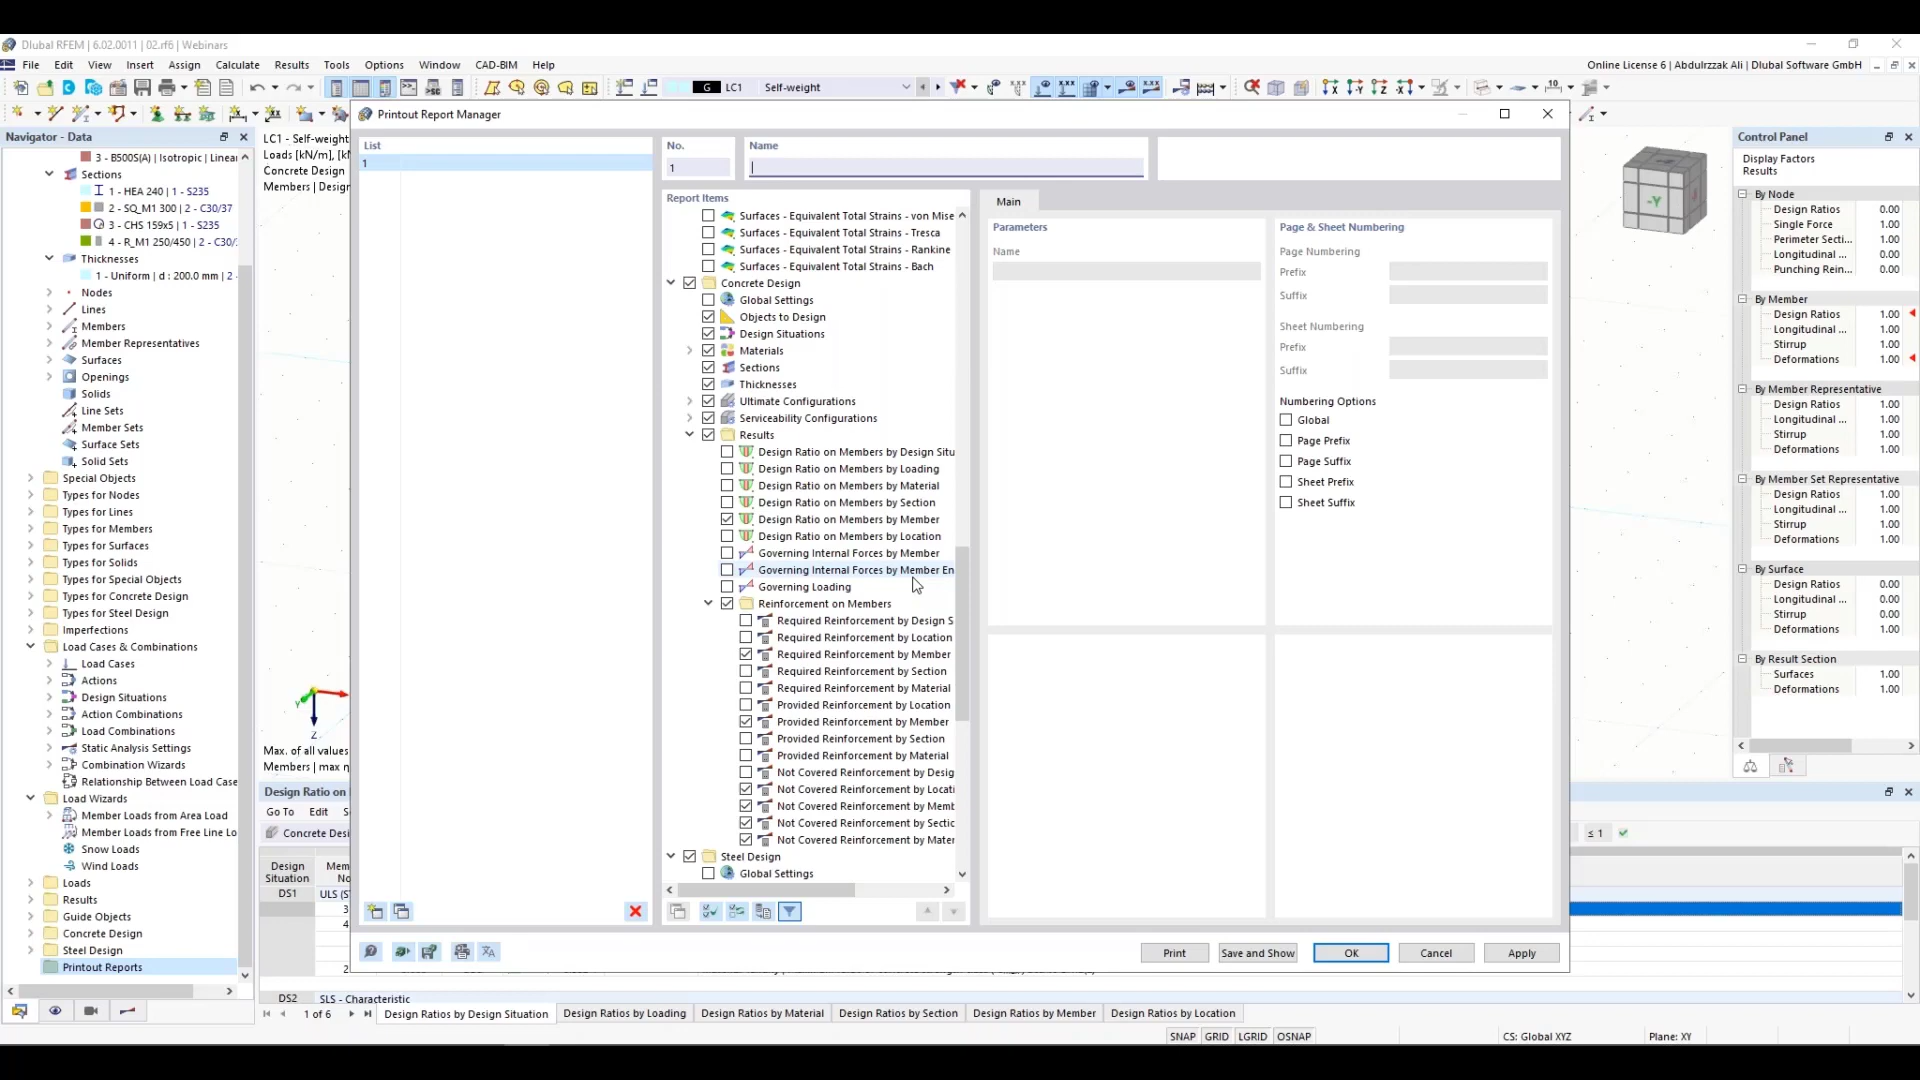 Dlubal RFEM | 6.02.0011 | 02.rf6 | Webinars
File Edit View Insert Assign Calculate Results Tools Options Window CAD-BIM Help
Online License 6 | Abdulrzzak Ali | Dlubal Software GmbH
G LC1 Self-weight
Navigator - Data
3 - B500S(A) | Isotropic | Linea
Sections
1 - HEA 240 | 1 - S235
2 - SQ_M1 300 | 2 - C30/37
3 - CHS 159x5 | 1 - S235
4 - R_M1 250/450 | 2 - C30/
Thicknesses
1 - Uniform | d : 200.0 mm | 2 -
Nodes
Lines
Members
Member Representatives
Surfaces
Openings
Solids
Line Sets
Member Sets
Surface Sets
Solid Sets
Special Objects
Types for Nodes
Types for Lines
Types for Members
Types for Surfaces
Types for Solids
Types for Special Objects
Types for Concrete Design
Types for Steel Design
Imperfections
Load Cases & Combinations
Load Cases
Actions
Design Situations
Action Combinations
Load Combinations
Static Analysis Settings
Combination Wizards
Relationship Between Load Case
Load Wizards
Member Loads from Area Load
Member Loads from Free Line Lo
Snow Loads
Wind Loads
Loads
Results
Guide Objects
Concrete Design
Steel Design
Printout Reports
LC1 - Self-weight
Loads [kN/m], [k
Concrete Design
Members | Design
Y
Z
Max. of all values
Members | max η
Design Ratio on
Go To Edit
Concrete Desi
Design Situation
Mem No
DS1 ULS (S
DS2 SLS - Characteristic
1 of 6 Design Ratios by Design Situation Design Ratios by Loading Design Ratios by Material Design Ratios by Section Design Ratios by Member Design Ratios by Location
SNAP GRID LGRID OSNAP CS: Global XYZ Plane: XY
Printout Report Manager
List
1
No.
1
Name
Report Items
Surfaces - Equivalent Total Strains - von Mise
Surfaces - Equivalent Total Strains - Tresca
Surfaces - Equivalent Total Strains - Rankine
Surfaces - Equivalent Total Strains - Bach
Concrete Design
Global Settings
Objects to Design
Design Situations
Materials
Sections
Thicknesses
Ultimate Configurations
Serviceability Configurations
Results
Design Ratio on Members by Design Situ
Design Ratio on Members by Loading
Design Ratio on Members by Material
Design Ratio on Members by Section
Design Ratio on Members by Member
Design Ratio on Members by Location
Governing Internal Forces by Member
Governing Internal Forces by Member En
Governing Loading
Reinforcement on Members
Required Reinforcement by Design S
Required Reinforcement by Location
Required Reinforcement by Member
Required Reinforcement by Section
Required Reinforcement by Material
Provided Reinforcement by Location
Provided Reinforcement by Member
Provided Reinforcement by Section
Provided Reinforcement by Material
Not Covered Reinforcement by Desig
Not Covered Reinforcement by Locati
Not Covered Reinforcement by Memb
Not Covered Reinforcement by Sectic
Not Covered Reinforcement by Mater
Steel Design
Global Settings
Main
Parameters
Name
Page & Sheet Numbering
Page Numbering
Prefix
Suffix
Sheet Numbering
Prefix
Suffix
Numbering Options
Global
Page Prefix
Page Suffix
Sheet Prefix
Sheet Suffix
Print Save and Show OK Cancel Apply
-Y
≤ 1
Control Panel
Display Factors
Results
By Node
Design Ratios 0.00
Single Force 1.00
Perimeter Secti... 1.00
Longitudinal ... 0.00
Punching Rein... 0.00
By Member
Design Ratios 1.00
Longitudinal ... 1.00
Stirrup 1.00
Deformations 1.00
By Member Representative
Design Ratios 1.00
Longitudinal ... 1.00
Stirrup 1.00
Deformations 1.00
By Member Set Representative
Design Ratios 1.00
Longitudinal ... 1.00
Stirrup 1.00
Deformations 1.00
By Surface
Design Ratios 0.00
Longitudinal ... 0.00
Stirrup 0.00
Deformations 1.00
By Result Section
Surfaces 1.00
Deformations 1.00